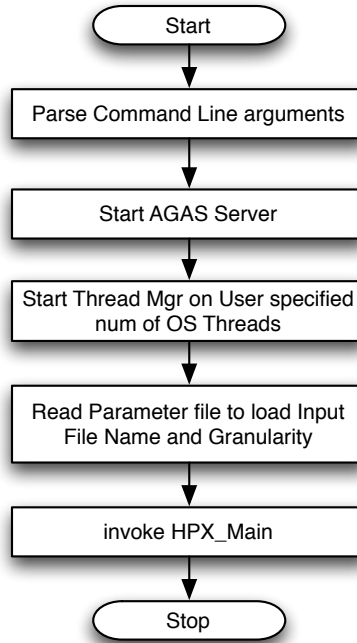 Start
Parse Command Line arguments
Start AGAS Server
Start Thread Mgr on User specified
num of OS Threads
Read Parameter file to load Input
File Name and Granularity
invoke HPX_Main
Stop